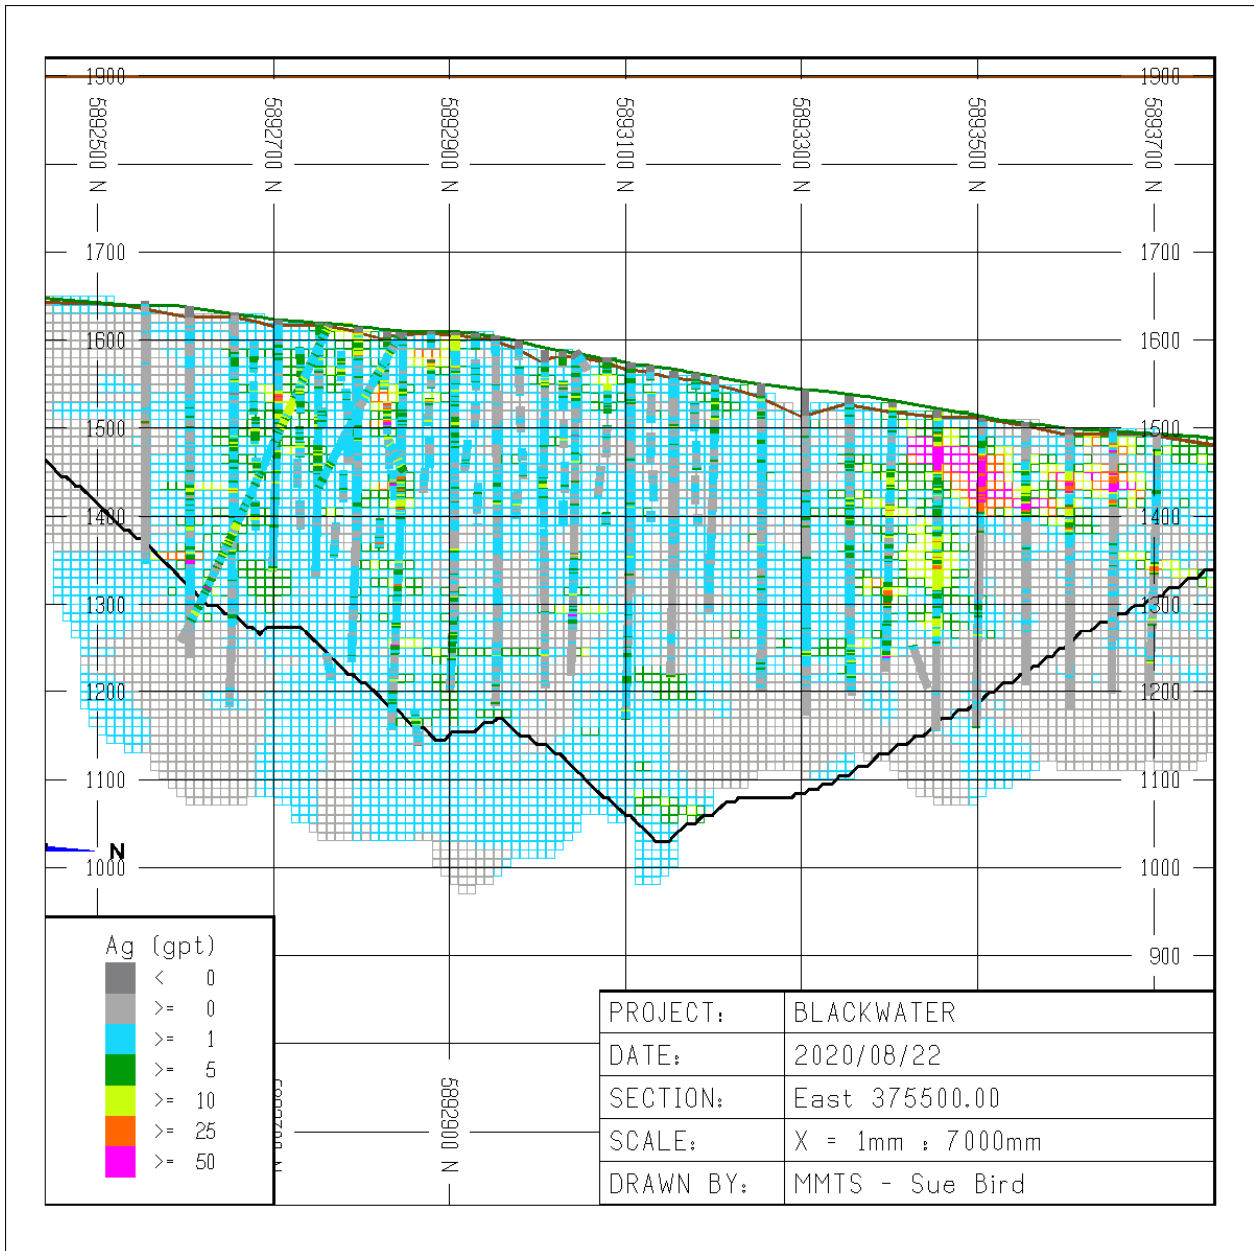 1900 1900
5892500 N 5892700 N 5892900 N 5893100 N 5893300 N 5893500 N 5893700 N
1700 1700
1600 1600
1500 1500
1400 1400
1300 1300
1200 1200
1100 1100
N
1000 1000
900
Ag (gpt)
< 0
>= 0
>= 1
>= 5
>= 10
>= 25
>= 50
5892900 N
PROJECT: BLACKWATER
DATE: 2020/08/22
SECTION: East 375500.00
SCALE: X = 1mm : 7000mm
DRAWN BY: MMTS - Sue Bird